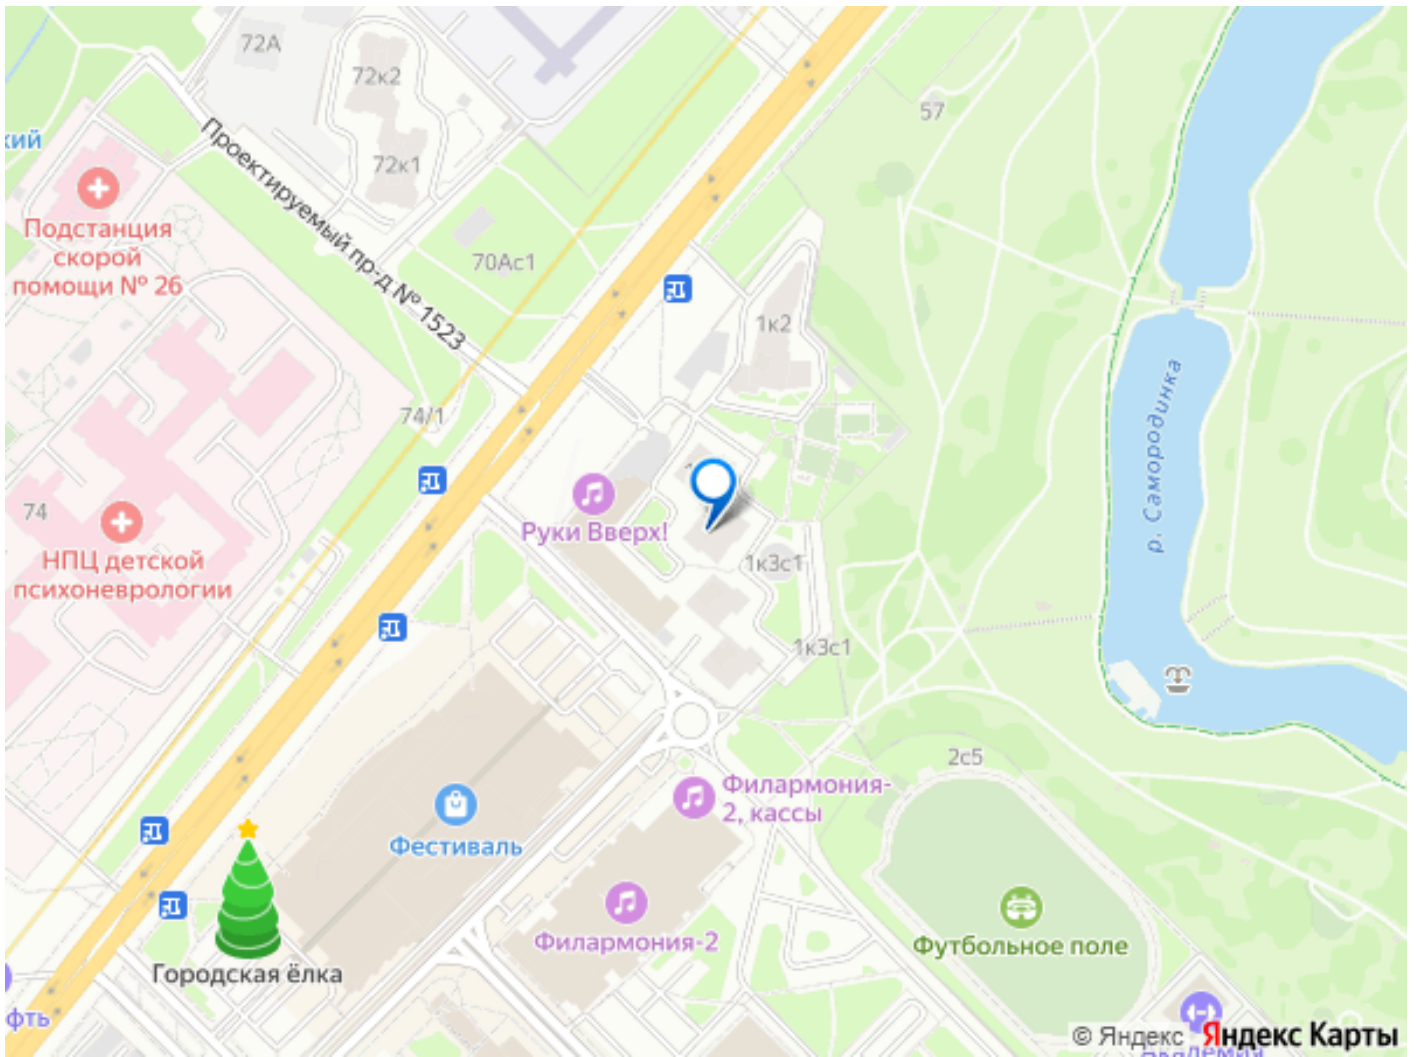 72А
72к2
кий
57
Проектируемый пр-д № 1523
72к1
Подстанция
скорой
помощи № 26
70Ас1
1к2
р. Самородинка
74/1
74
Руки Вверх!
НПЦ детской
психоневрологии
1к3с1
1к3с1
2с5
Филармония-
2, кассы
Фестиваль
Филармония-2
Футбольное поле
Городская ёлка
фть
© Яндекс Яндекс Карты